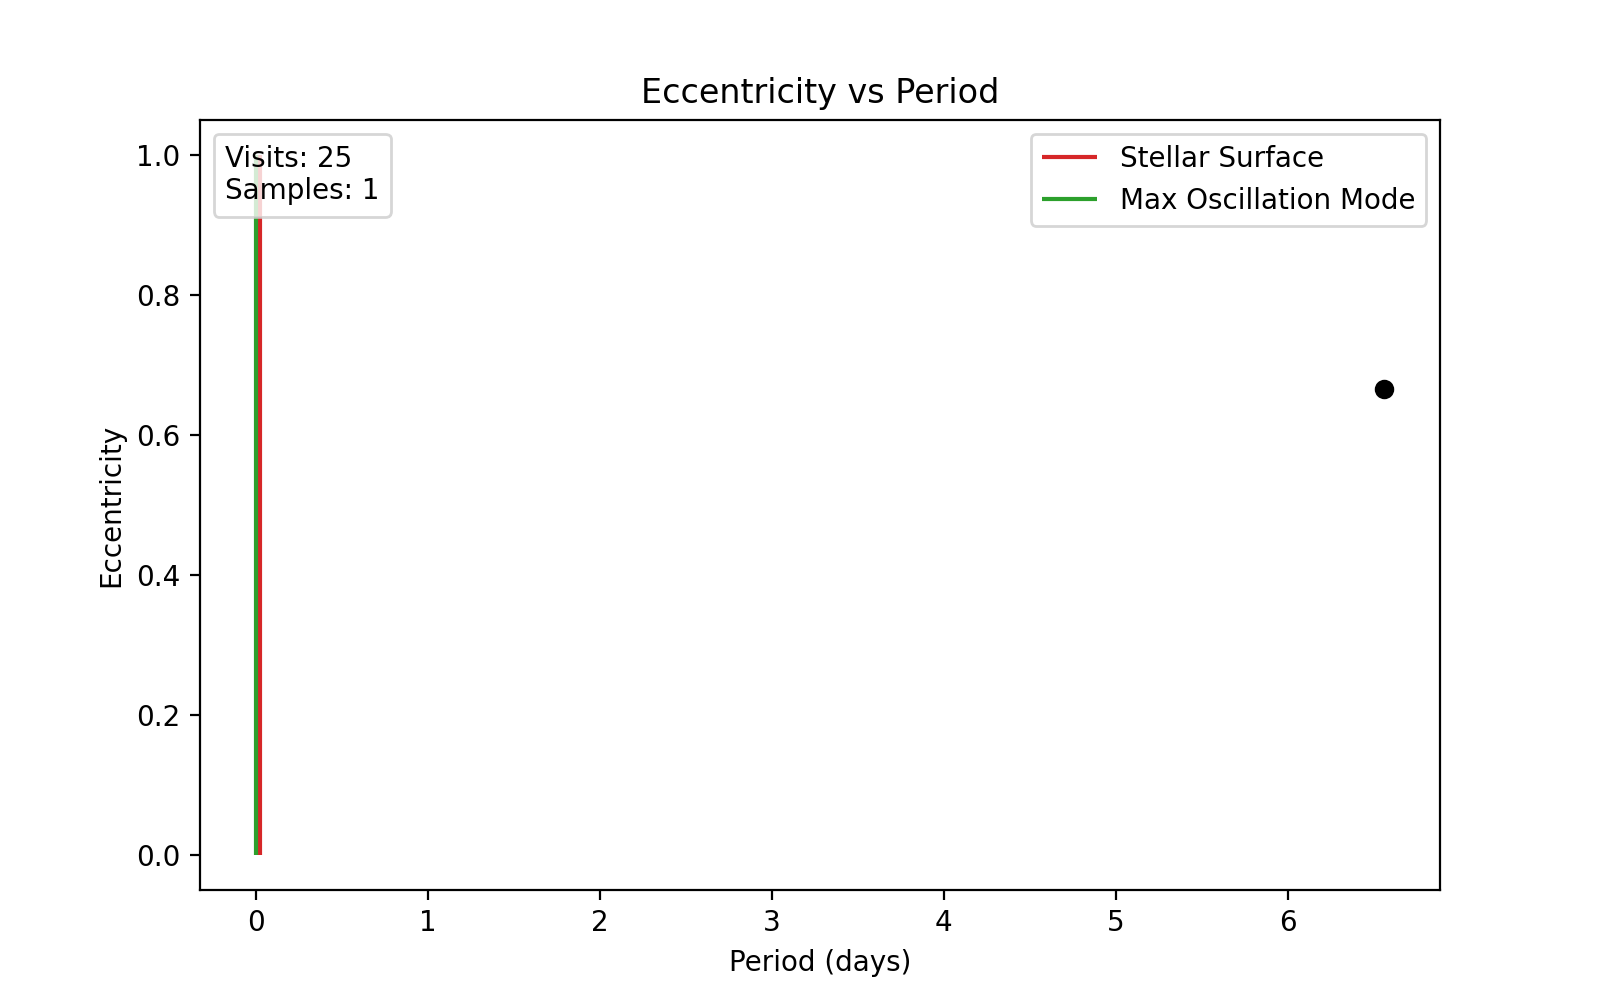 Eccentricity vs Period
Visits: 25
Samples: 1
Stellar Surface
Max Oscillation Mode
1.0
0.8
0.6
0.4
0.2
0.0
Eccentricity
0 1 2 3 4 5 6
Period (days)